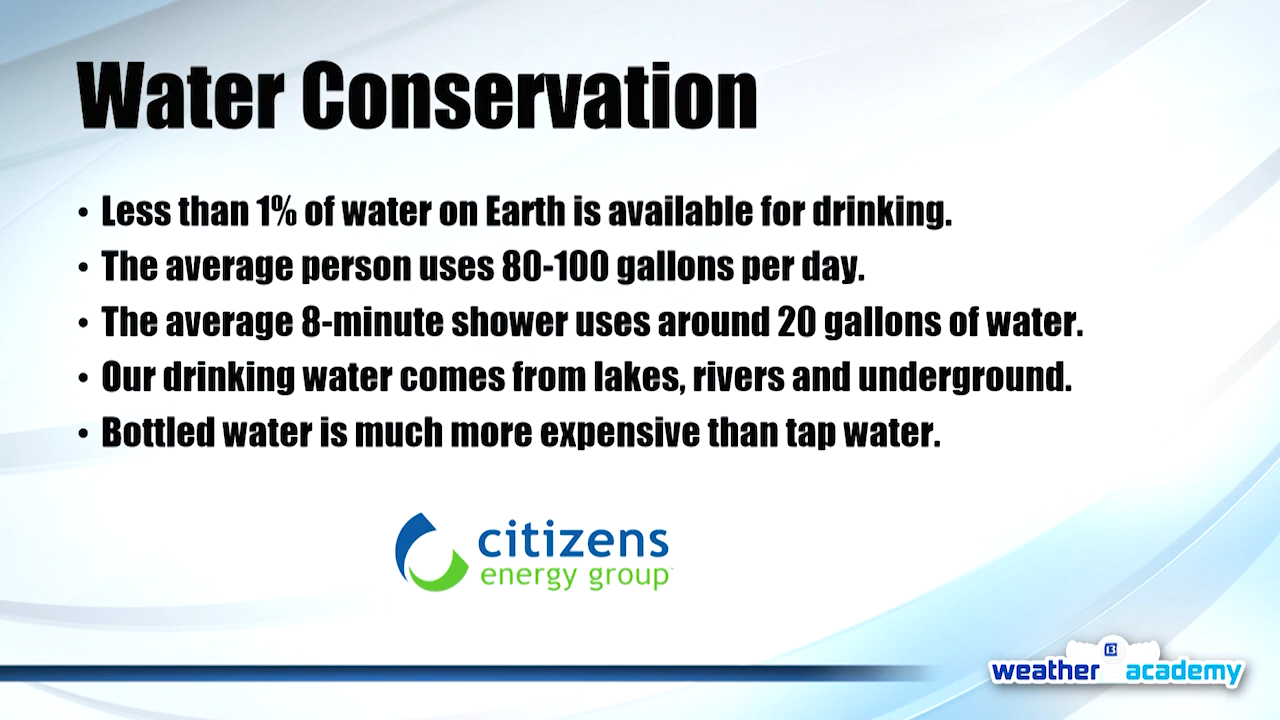 Water Conservation
• Less than 1% of water on Earth is available for drinking.
• The average person uses 80-100 gallons per day.
• The average 8-minute shower uses around 20 gallons of water.
• Our drinking water comes from lakes, rivers and underground.
• Bottled water is much more expensive than tap water.
citizens
energy group
13
weather academy